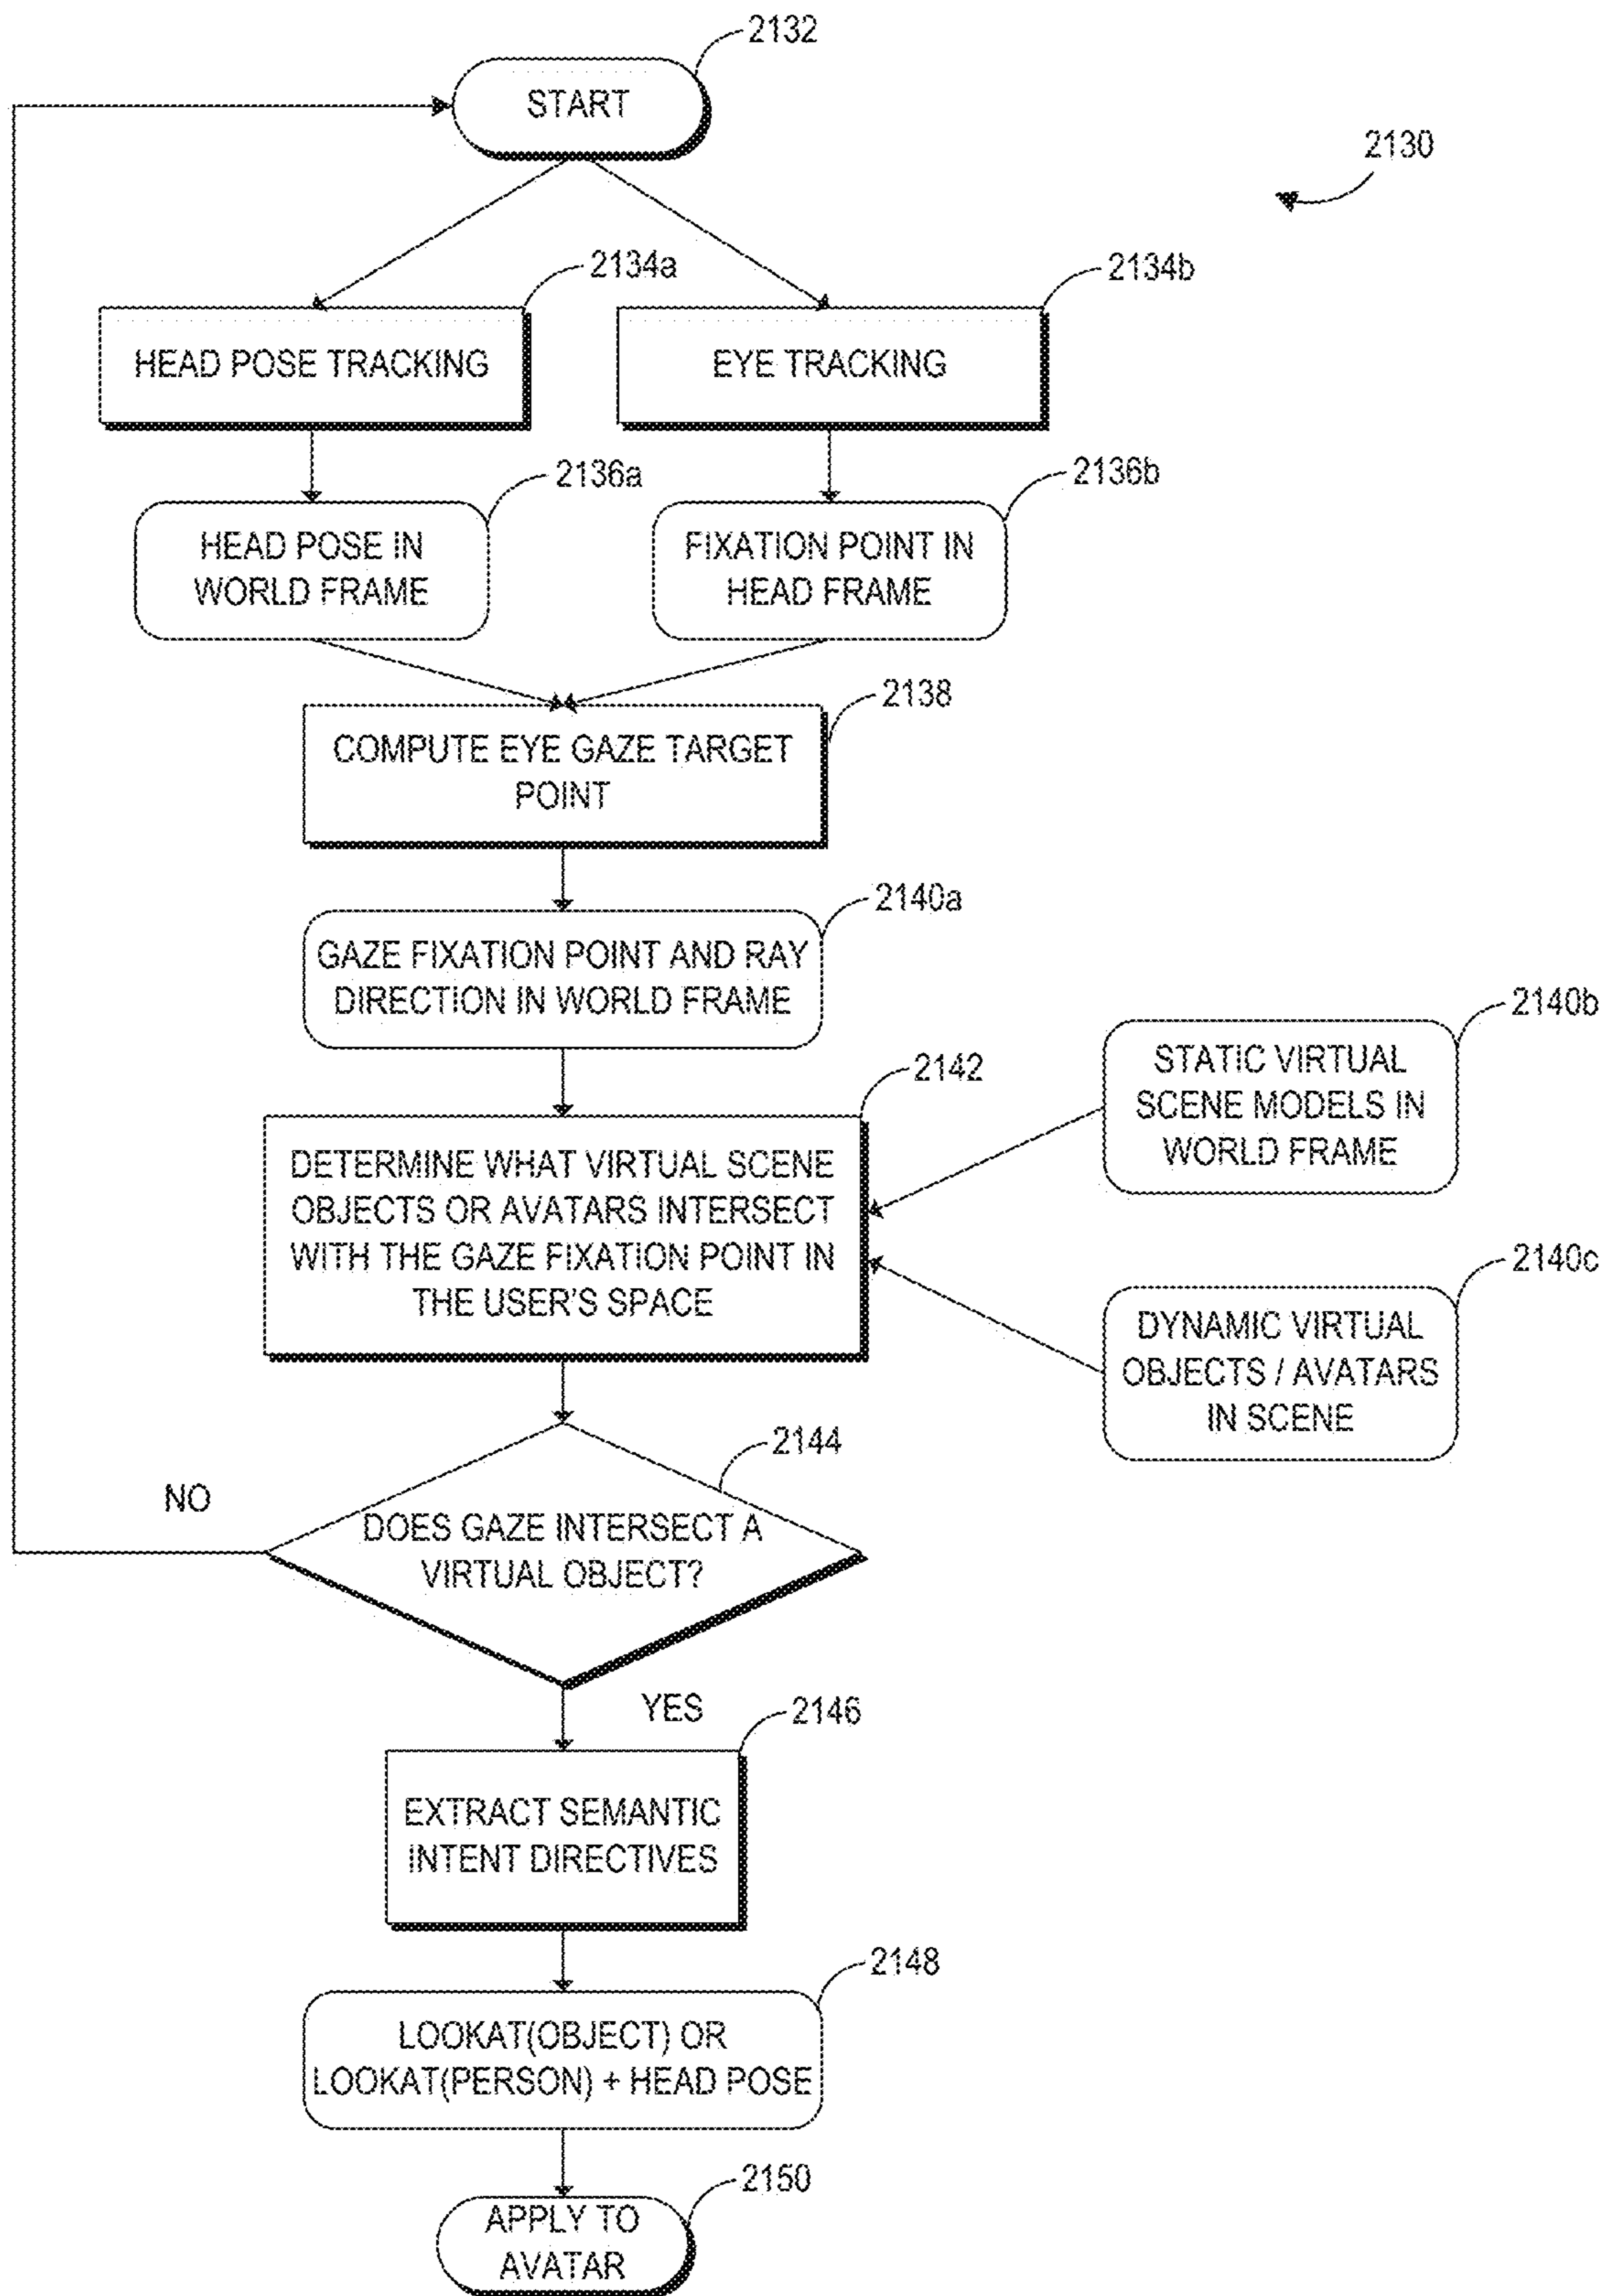 2132
START
2130
2134a
2134b
HEAD POSE TRACKING
EYE TRACKING
2136a
2136b
HEAD POSE IN
WORLD FRAME
FIXATION POINT IN
HEAD FRAME
2138
COMPUTE EYE GAZE TARGET
POINT
2140a
GAZE FIXATION POINT AND RAY
DIRECTION IN WORLD FRAME
2140b
STATIC VIRTUAL
SCENE MODELS IN
WORLD FRAME
2142
DETERMINE WHAT VIRTUAL SCENE
OBJECTS OR AVATARS INTERSECT
WITH THE GAZE FIXATION POINT IN
THE USER'S SPACE
2140c
DYNAMIC VIRTUAL
OBJECTS / AVATARS
IN SCENE
2144
NO
DOES GAZE INTERSECT A
VIRTUAL OBJECT?
YES
2146
EXTRACT SEMANTIC
INTENT DIRECTIVES
2148
LOOKAT(OBJECT) OR
LOOKAT(PERSON) + HEAD POSE
2150
APPLY TO
AVATAR